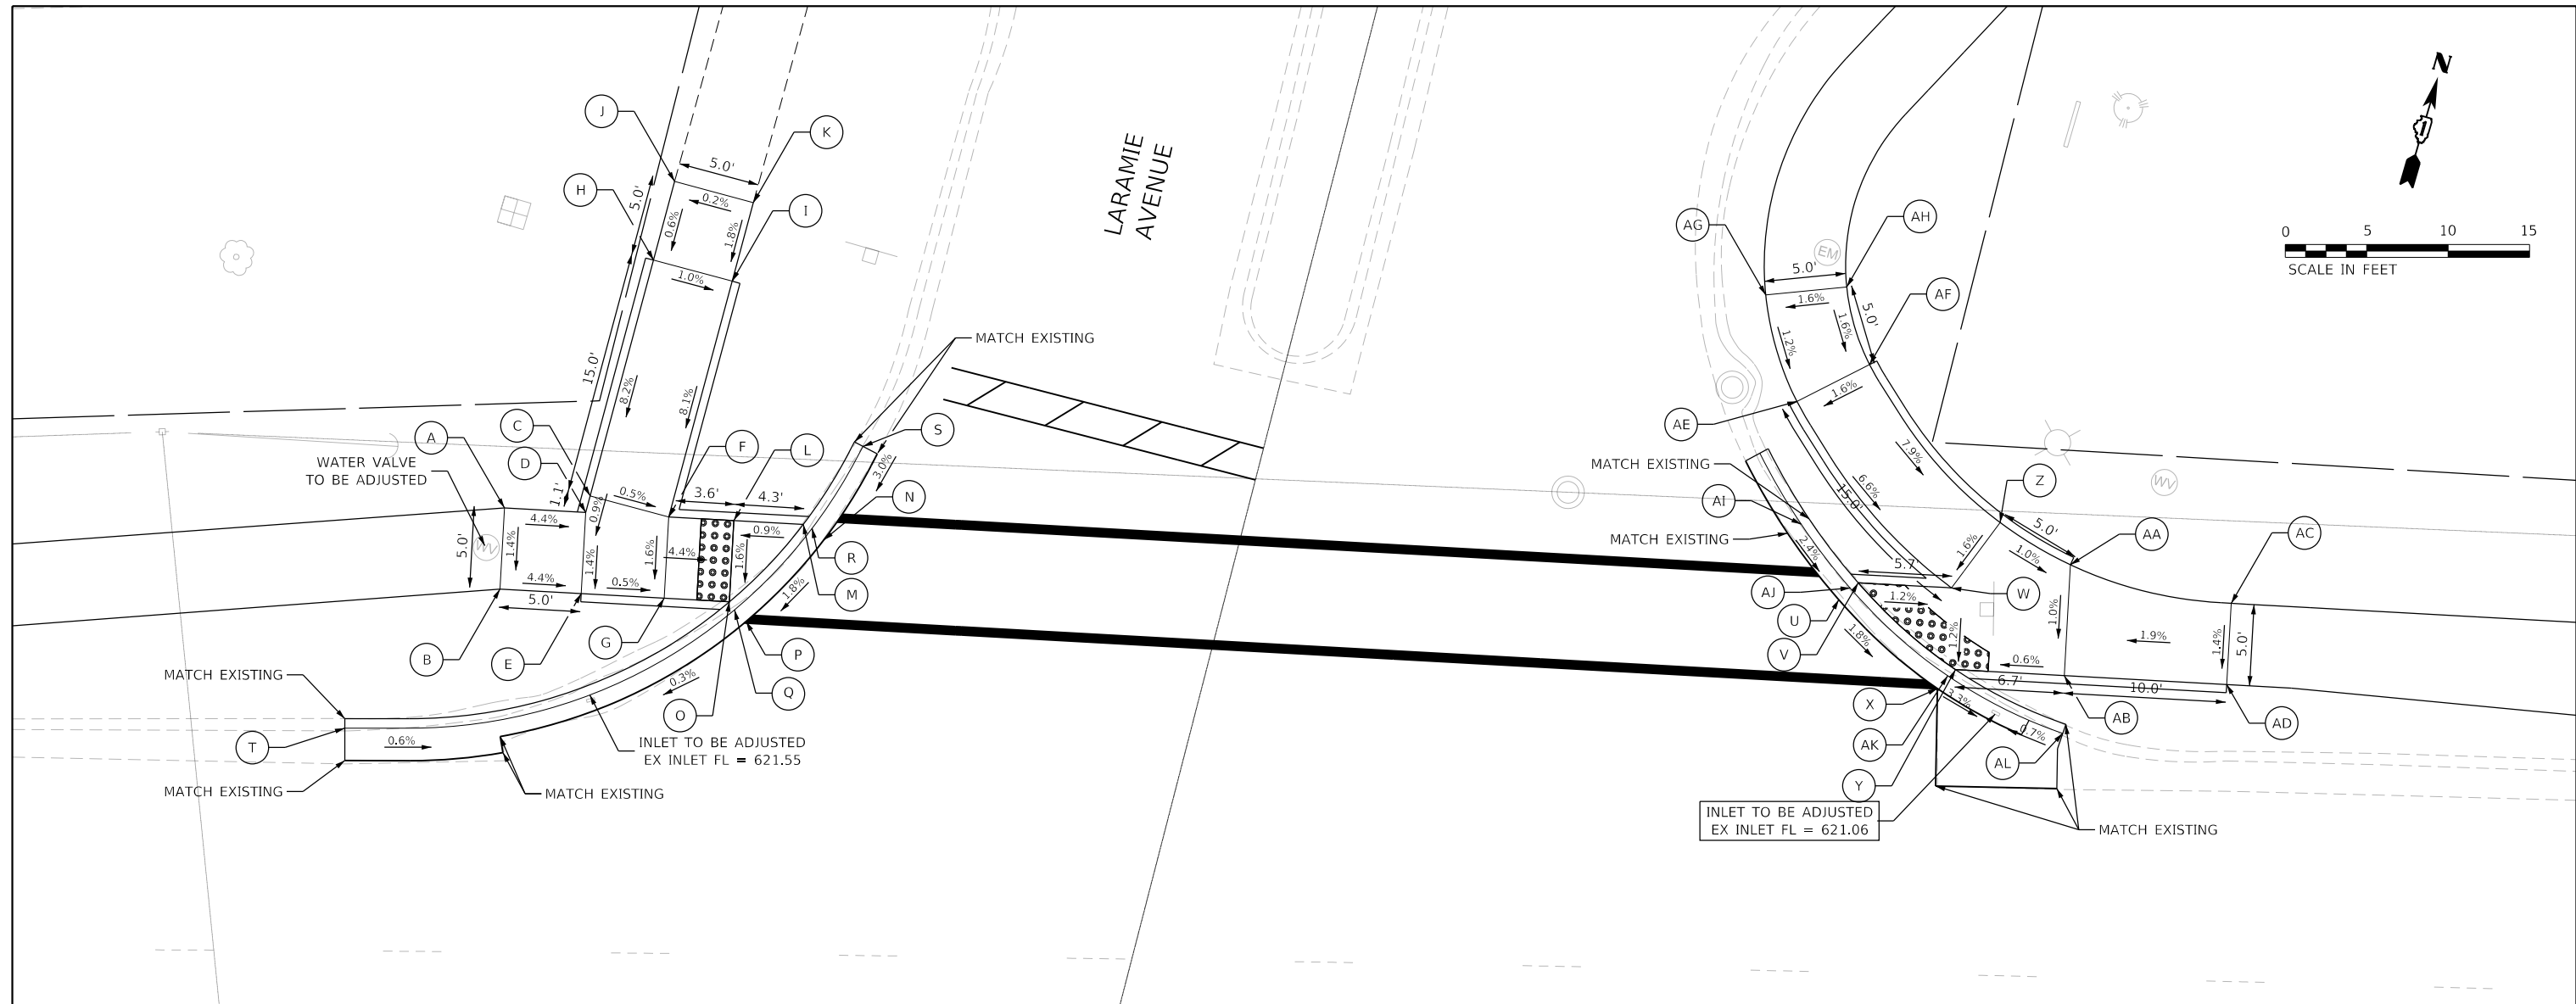 J
K
5.0'
H
5.0'
0.2%
I
0.6%
1.8%
1.0%
LARAMIE
AVENUE
N
1
0 5 10 15
SCALE IN FEET
AG
AH
EM
5.0'
1.6%
AF
5.0'
1.6%
1.2%
1.6%
AE
15.0'
8.2%
8.1%
MATCH EXISTING
C
A
D
F
L
S
WATER VALVE
TO BE ADJUSTED
1.1'
0.5%
3.6'
4.3'
3.0%
N
4.4%
0.9%
0.9%
WV
5.0'
1.4%
1.4%
1.6%
4.4%
1.6%
R
4.4%
0.5%
M
5.0'
1.8%
G
B
E
P
Q
O
0.3%
MATCH EXISTING
T
0.6%
INLET TO BE ADJUSTED
EX INLET FL = 621.55
MATCH EXISTING
MATCH EXISTING
7.9%
6.6%
15.0'
Z
WV
MATCH EXISTING
AI
MATCH EXISTING
5.0'
AA
AC
2.4%
1.6%
1.0%
5.7'
AJ
W
1.2%
U
1.0%
1.8%
1.2%
1.9%
1.4%
5.0'
V
0.6%
6.7'
10.0'
X
3.3%
AB
AD
AK
0.7%
AL
Y
INLET TO BE ADJUSTED
EX INLET FL = 621.06
MATCH EXISTING